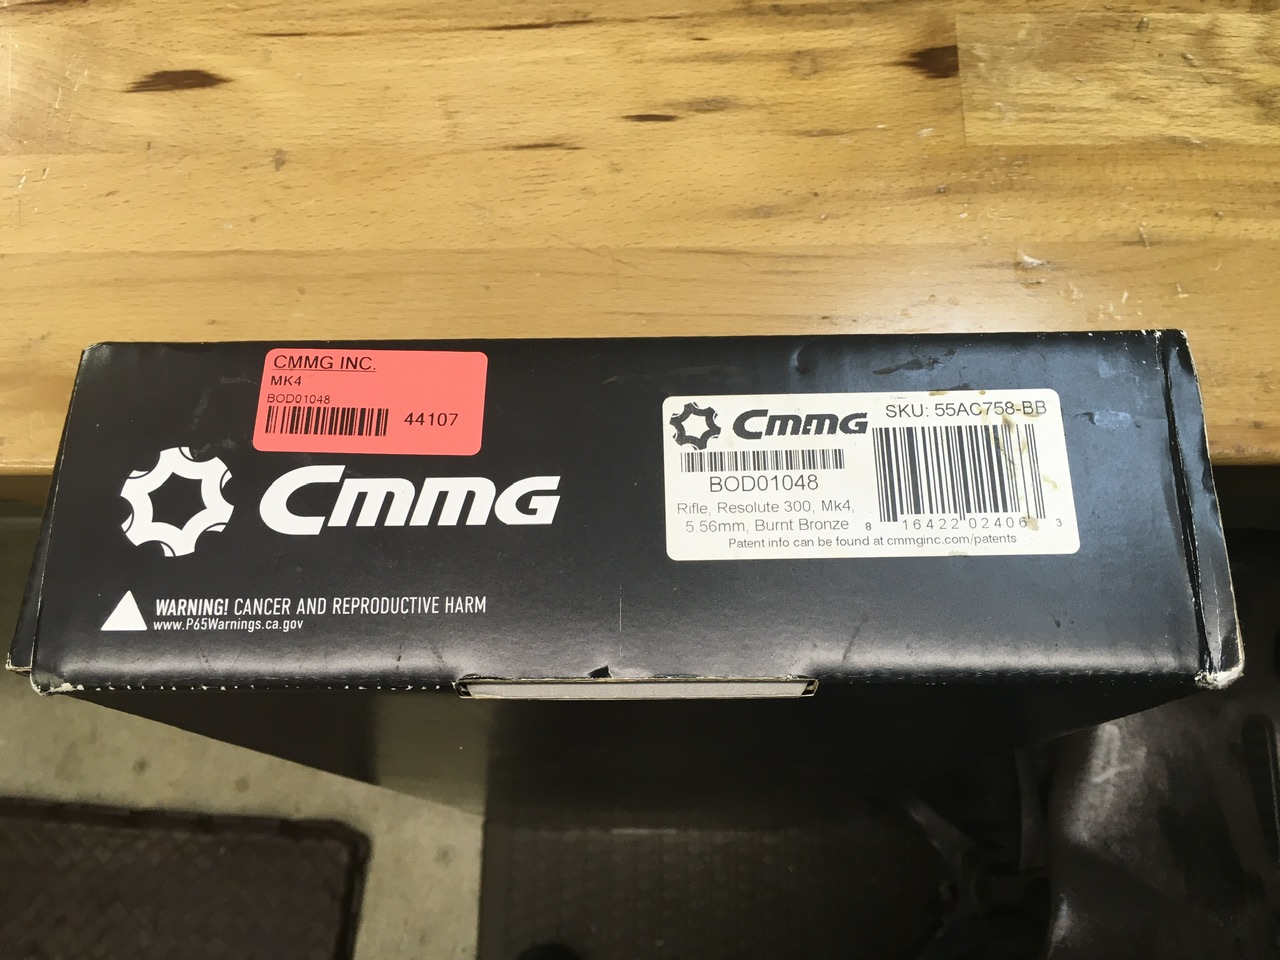 CMMG INC.
MK4
BOD01048
44107
CMMG
WARNING! CANCER AND REPRODUCTIVE HARM
www.P65Warnings.ca.gov
CMMG
SKU: 55AC758-BB
BOD01048
Rifle, Resolute 300, Mk4,
5.56mm, Burnt Bronze
8 16422 02406 3
Patent info can be found at cmmginc.com/patents